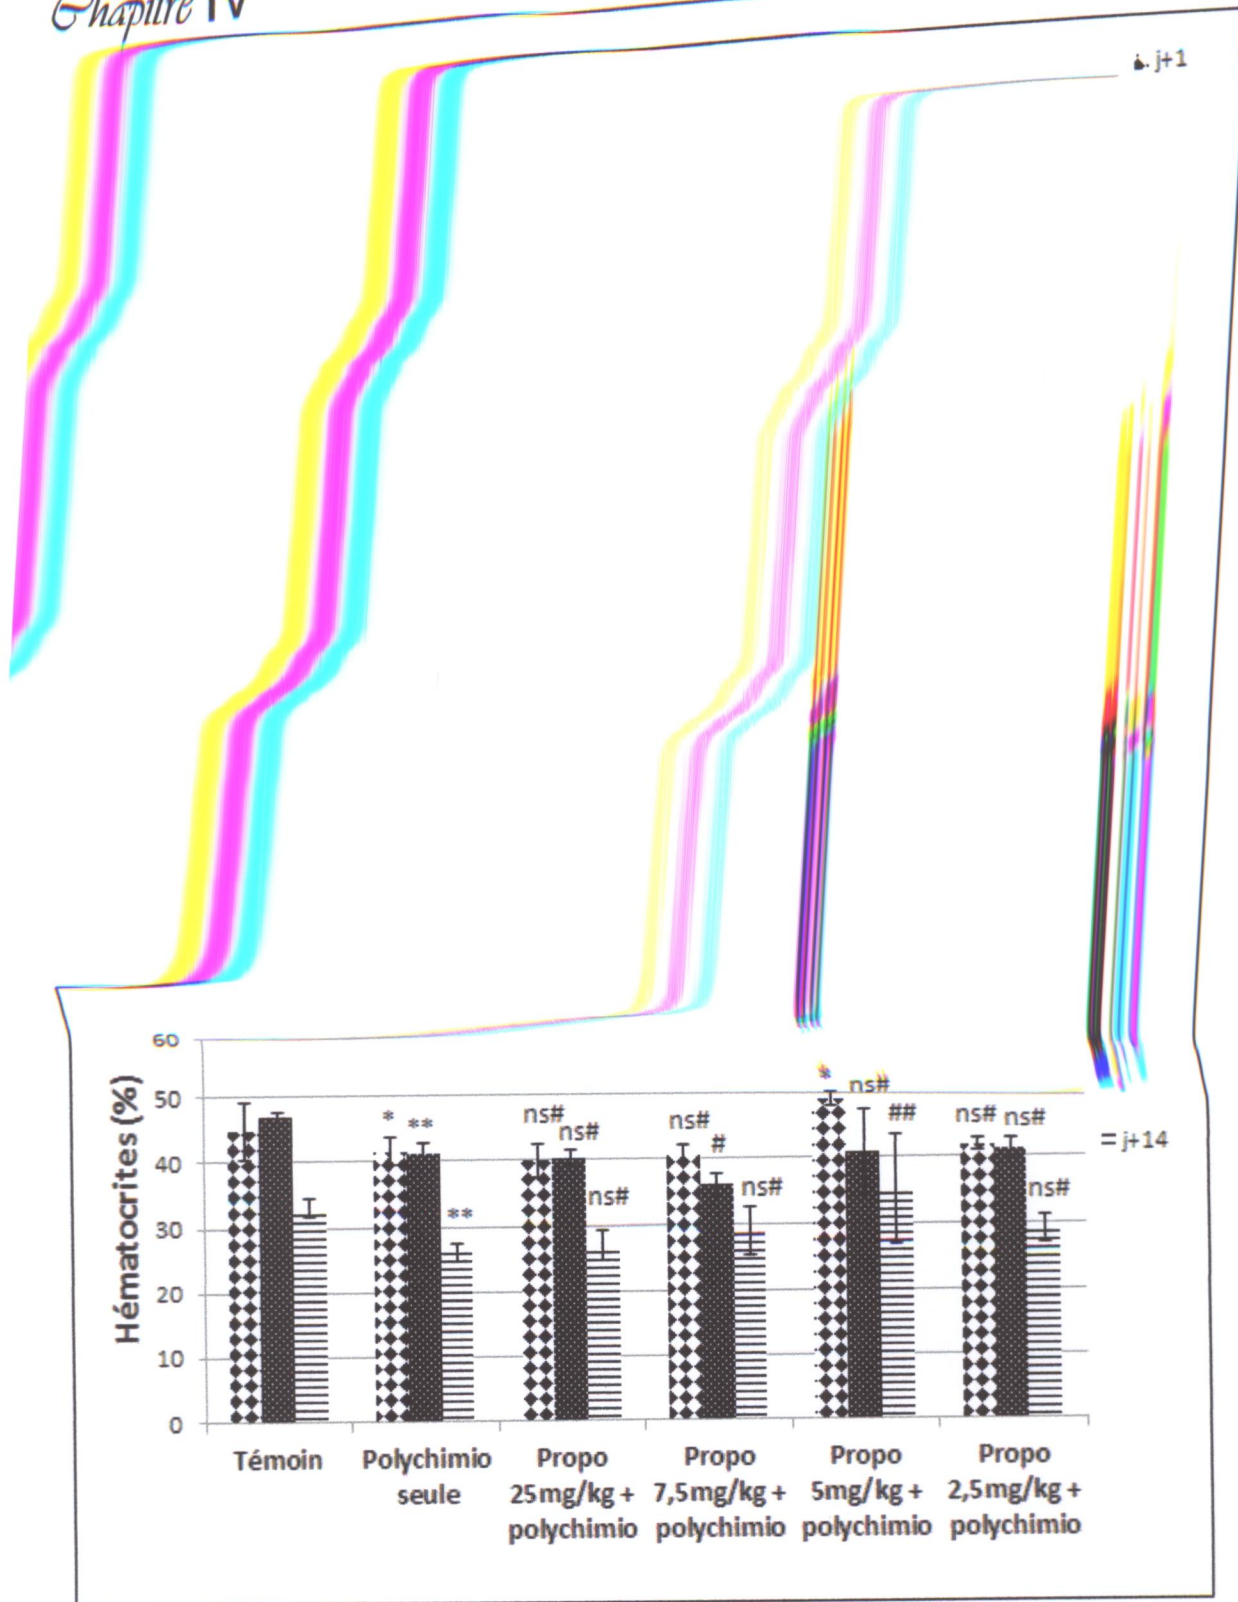 Chapitre IV
j+1
60
50
40
30
20
10
0
Hématocrites (%)
* **
**
ns# ns#
ns#
ns# #
ns#
* ns# ##
ns# ns#
ns#
j+14
Témoin
Polychimio
seule
Propo
25mg/kg +
polychimio
Propo
7,5mg/kg +
polychimio
Propo
5mg/kg +
polychimio
Propo
2,5mg/kg +
polychimio